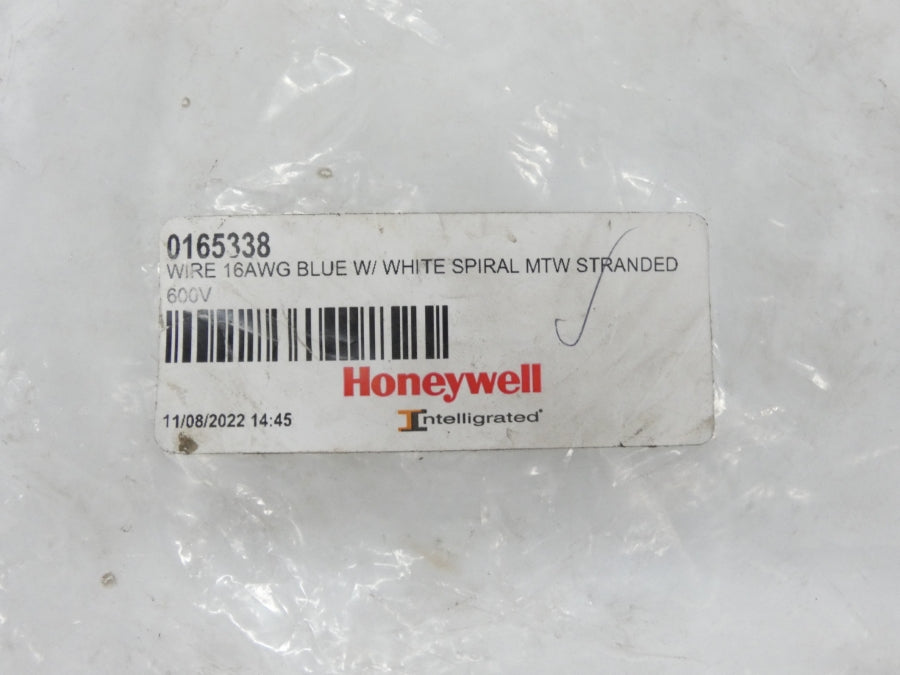 0165338
WIRE 16AWG BLUE W/ WHITE SPIRAL MTW STRANDED
600V
Honeywell
11/08/2022 14:45
Intelligrated®